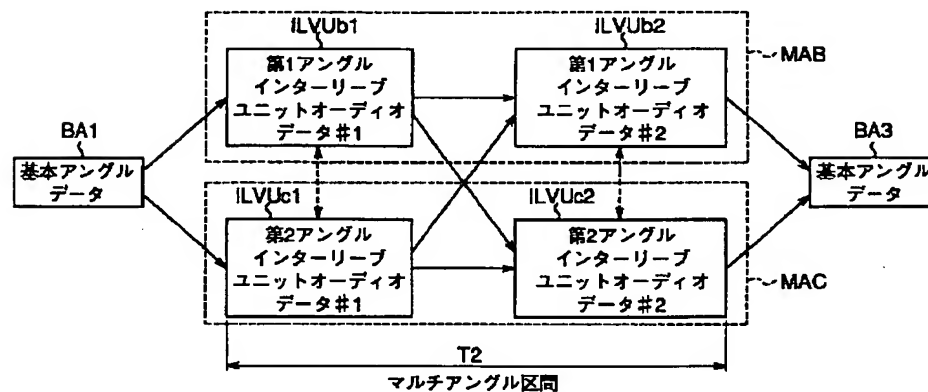 ILVUb1
ILVUb2
第1アングル
インターリーブ
ユニットオーディオ
データ#1
第1アングル
インターリーブ
ユニットオーディオ
データ#2
MAB
BA1
基本アングル
データ
BA3
基本アングル
データ
ILVUc1
ILVUc2
第2アングル
インターリーブ
ユニットオーディオ
データ#1
第2アングル
インターリーブ
ユニットオーディオ
データ#2
MAC
T2
マルチアングル区間